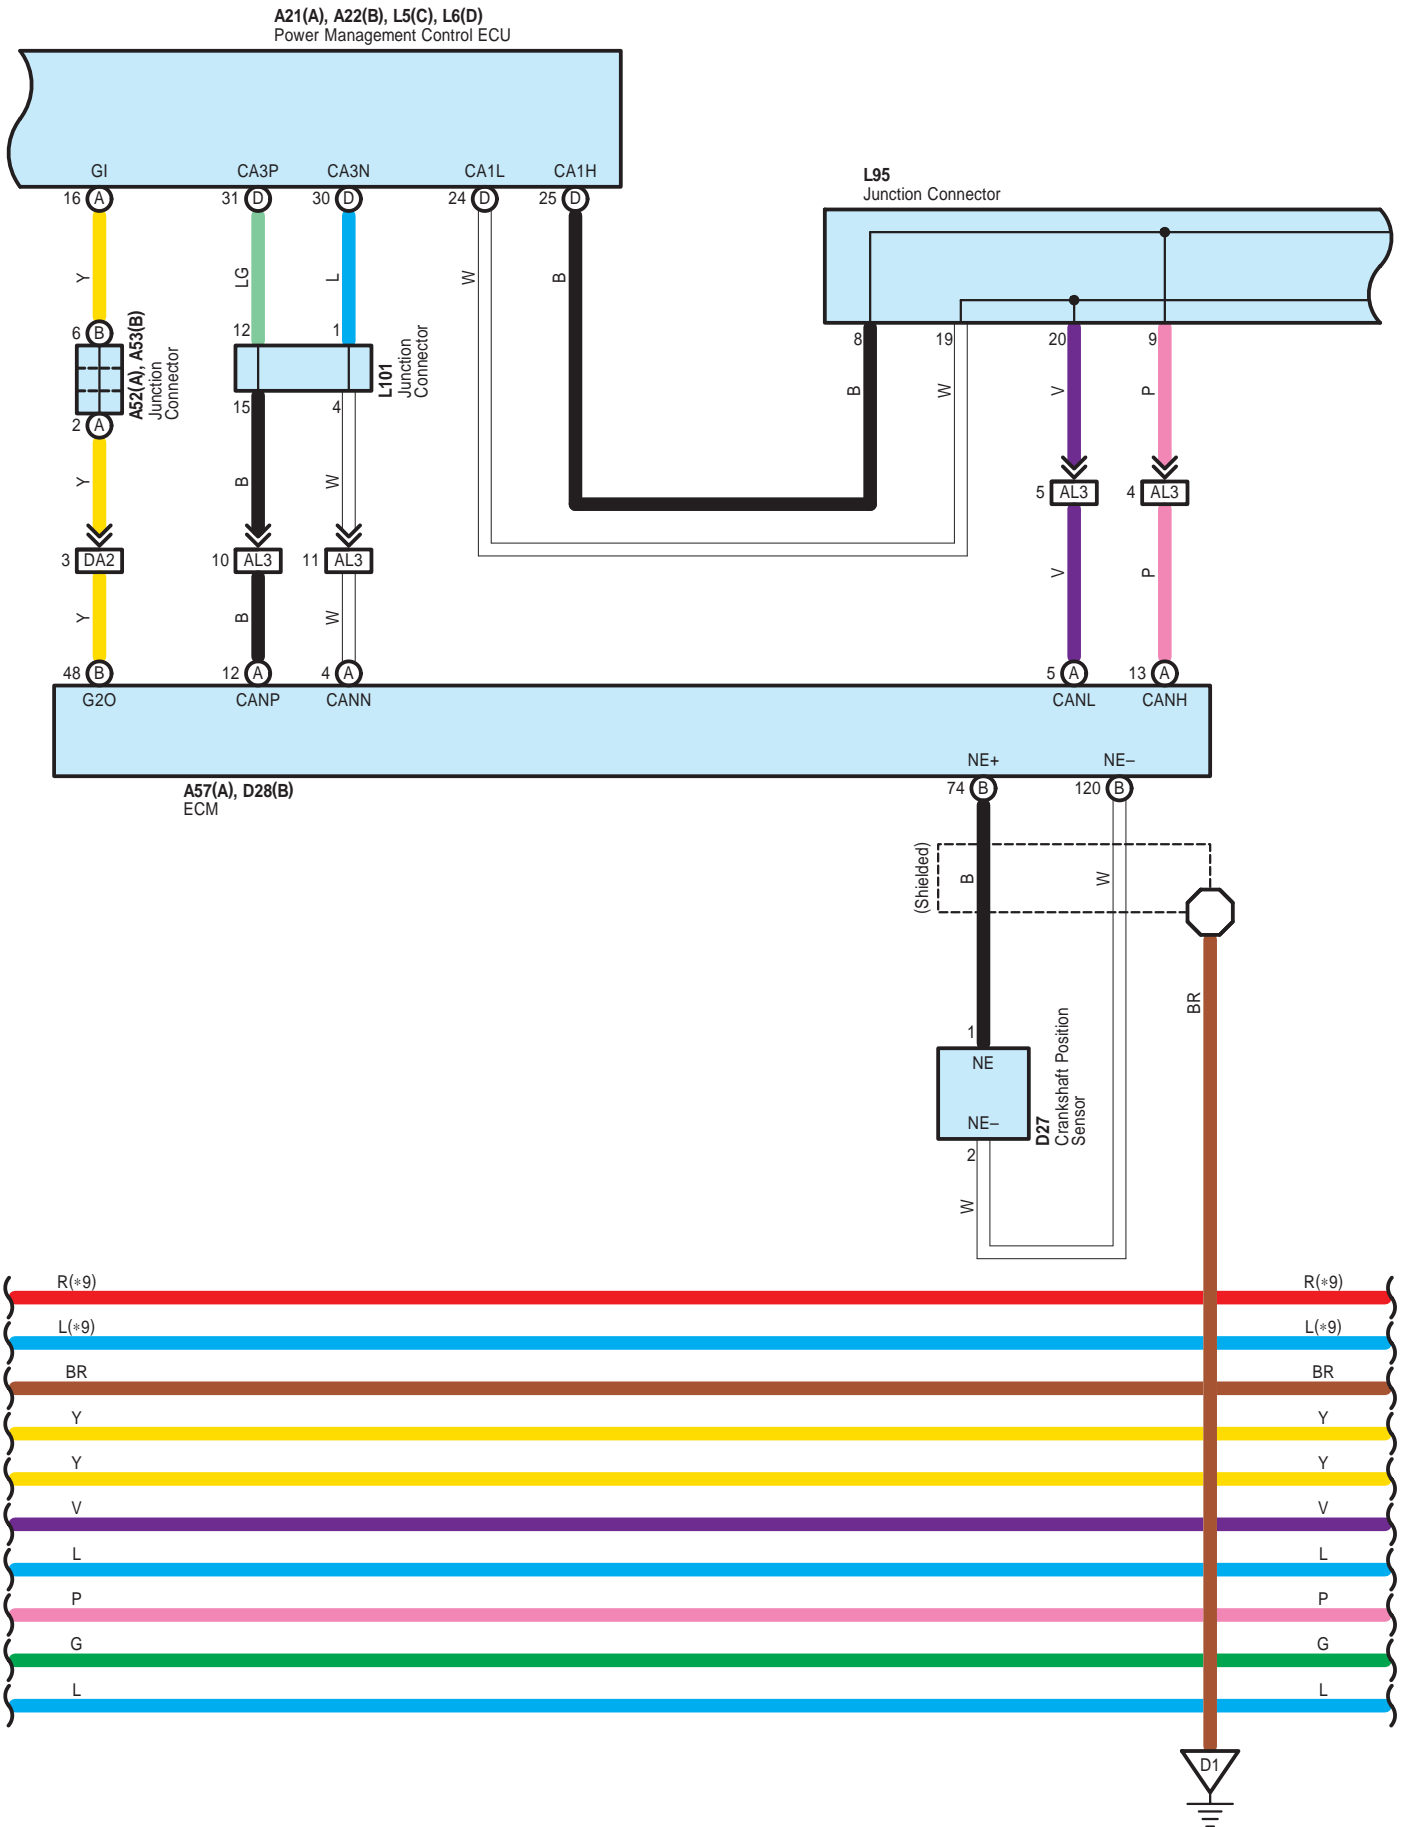 A21(A), A22(B), L5(C), L6(D)
Power Management Control ECU
GI CA3P CA3N CA1L CA1H
16 A 31 D 30 D 24 D 25 D
L95
Junction Connector
Y LG L W B
6 B 12 1
A52(A), A53(B)
Junction
Connector
L101
Junction
Connector
8 19 20 9
2 A 15 4
B W V P
Y B W
5 AL3 4 AL3
3 DA2 10 AL3 11 AL3
Y B W V P
48 B 12 A 4 A 5 A 13 A
G2O CANP CANN CANL CANH
NE+ NE–
A57(A), D28(B)
ECM
74 B 120 B
(Shielded)
B W
BR
1
NE
NE–
D27
Crankshaft Position
Sensor
2
W
R(*9) R(*9)
L(*9) L(*9)
BR BR
Y Y
Y Y
V V
L L
P P
G G
L L
D1